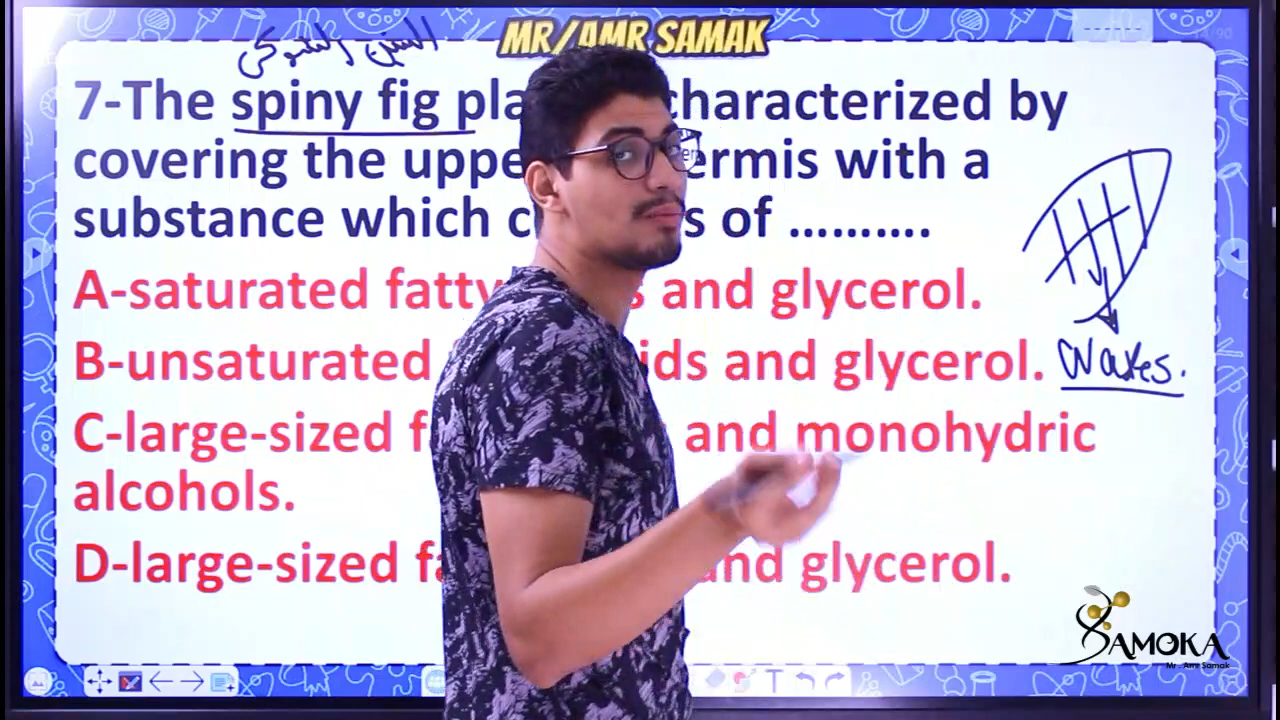 MR/AMR SAMAK
التين الشوكى
7-The spiny fig pla characterized by
covering the uppe ermis with a
substance which c s of ..........
A-saturated fatty s and glycerol.
B-unsaturated ids and glycerol.
C-large-sized f and monohydric
alcohols.
D-large-sized fa and glycerol.
Waxes.
SAMOKA
Mr. Amr Samak